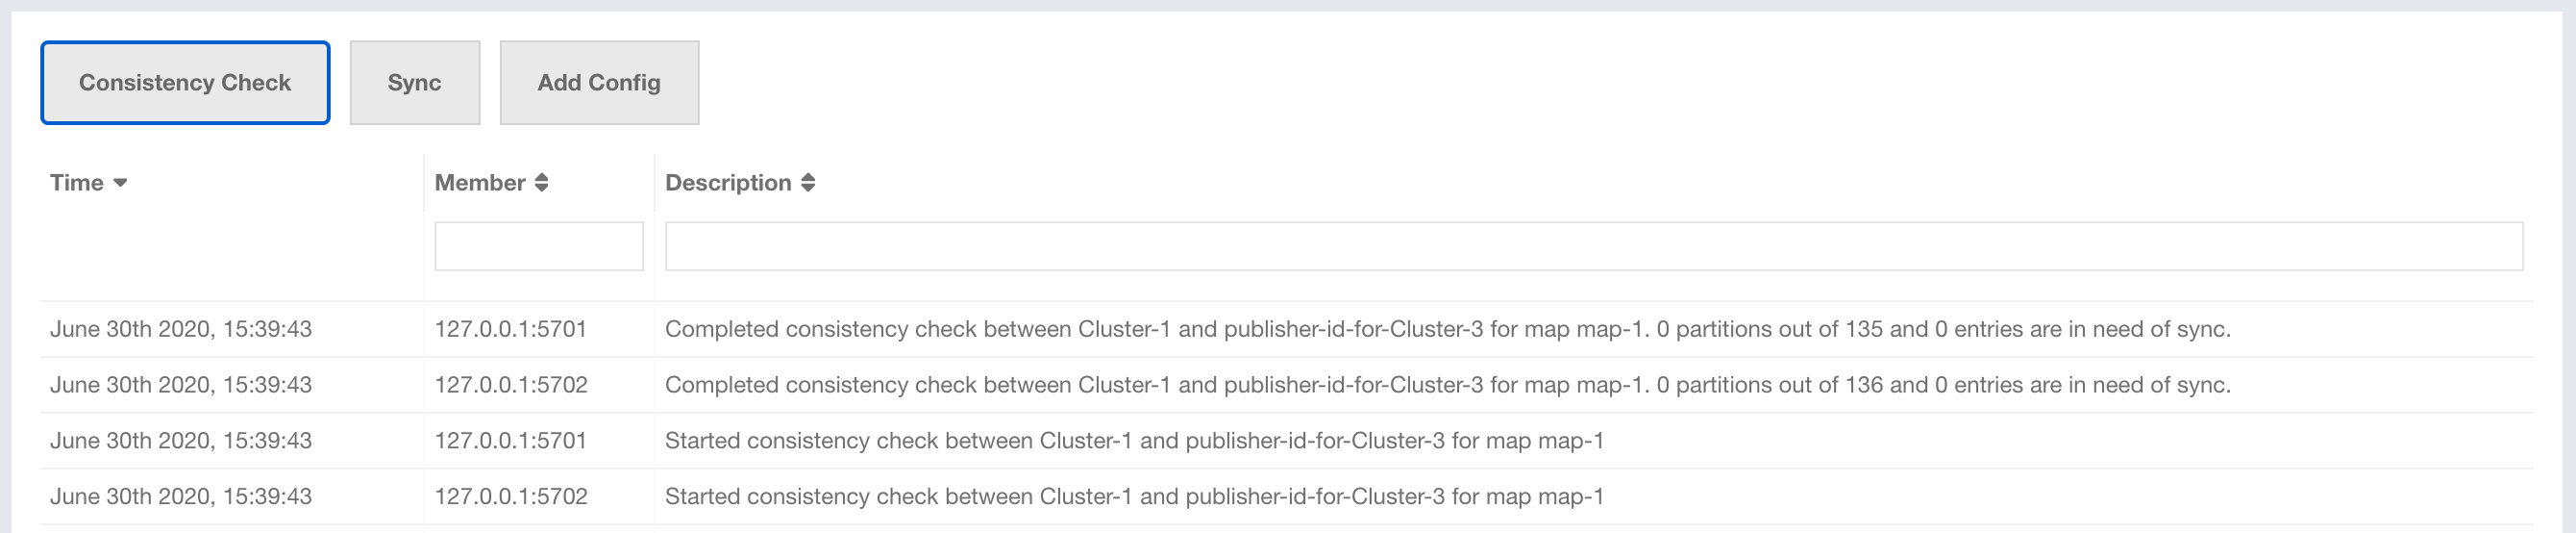 Consistency Check Sync Add Config
Time Member Description
June 30th 2020, 15:39:43 127.0.0.1:5701 Completed consistency check between Cluster-1 and publisher-id-for-Cluster-3 for map map-1. 0 partitions out of 135 and 0 entries are in need of sync.
June 30th 2020, 15:39:43 127.0.0.1:5702 Completed consistency check between Cluster-1 and publisher-id-for-Cluster-3 for map map-1. 0 partitions out of 136 and 0 entries are in need of sync.
June 30th 2020, 15:39:43 127.0.0.1:5701 Started consistency check between Cluster-1 and publisher-id-for-Cluster-3 for map map-1
June 30th 2020, 15:39:43 127.0.0.1:5702 Started consistency check between Cluster-1 and publisher-id-for-Cluster-3 for map map-1